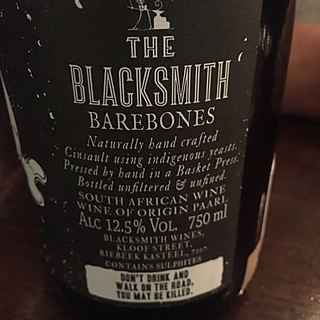 THE
BLACKSMITH
BAREBONES
Naturally hand crafted
Cinsault using indigenous yeasts.
Pressed by hand in a Basket Press.
Bottled unfiltered & unfined.
SOUTH AFRICAN WINE
WINE OF ORIGIN PAARL
ALC 12.5% VOL. 750 ml
BLACKSMITH WINES,
KLOOF STREET,
RIEBEEK KASTEEL, 7307.
CONTAINS SULPHITES
DON'T DRINK AND
WALK ON THE ROAD,
YOU MAY BE KILLED.